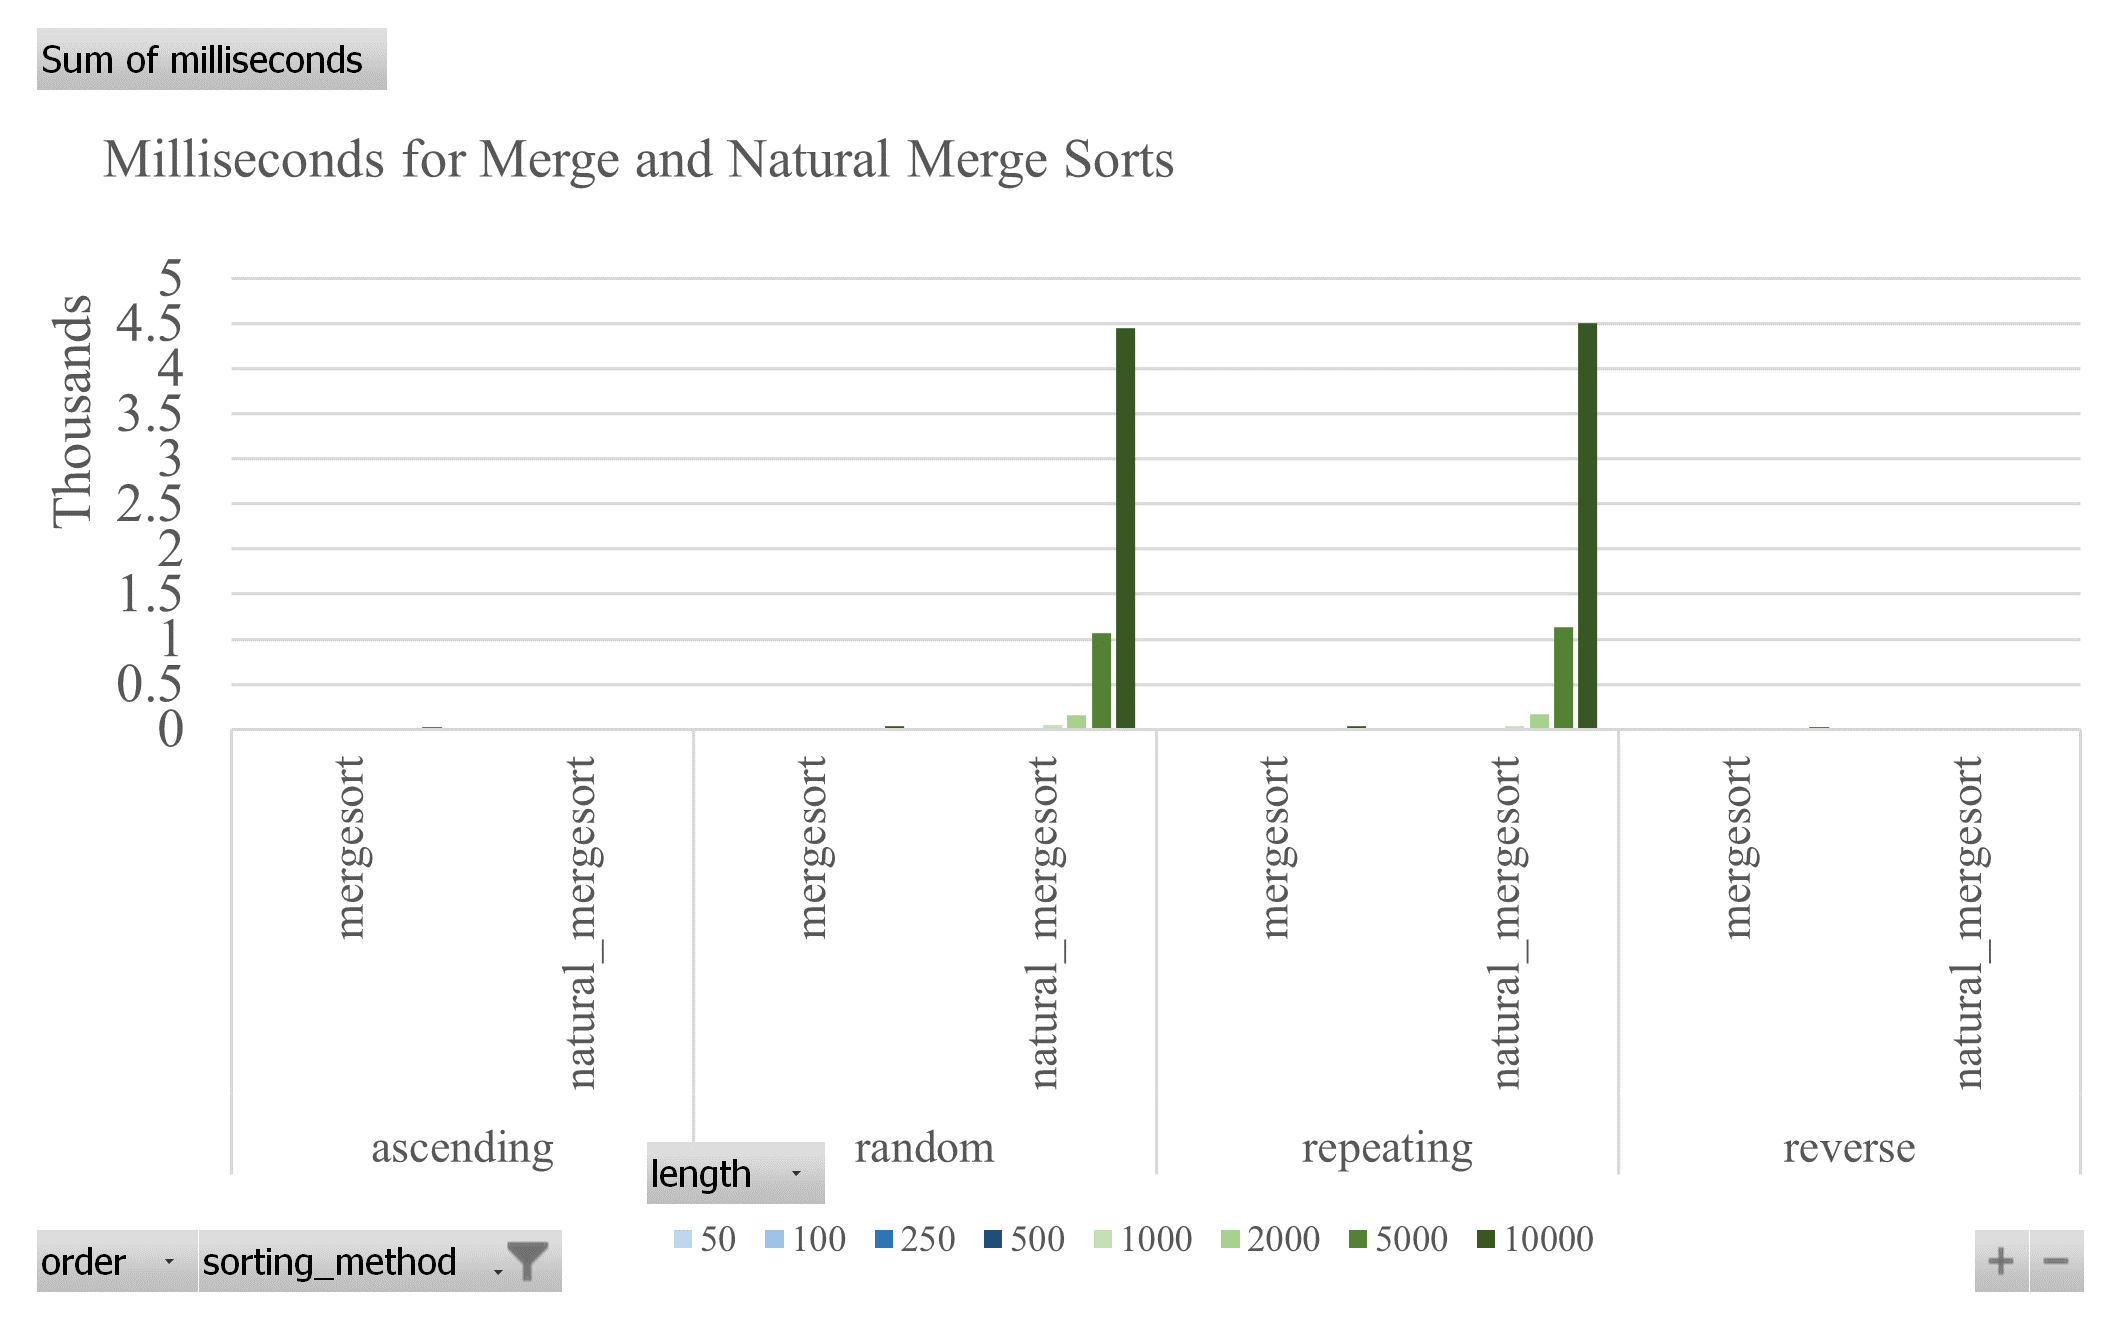 Sum of milliseconds
Milliseconds for Merge and Natural Merge Sorts
Thousands
5
4.5
4
3.5
3
2.5
2
1.5
1
0.5
0
mergesort
natural_mergesort
mergesort
natural_mergesort
mergesort
natural_mergesort
mergesort
natural_mergesort
ascending
random
repeating
reverse
length
50 100 250 500 1000 2000 5000 10000
order sorting_method
+ −